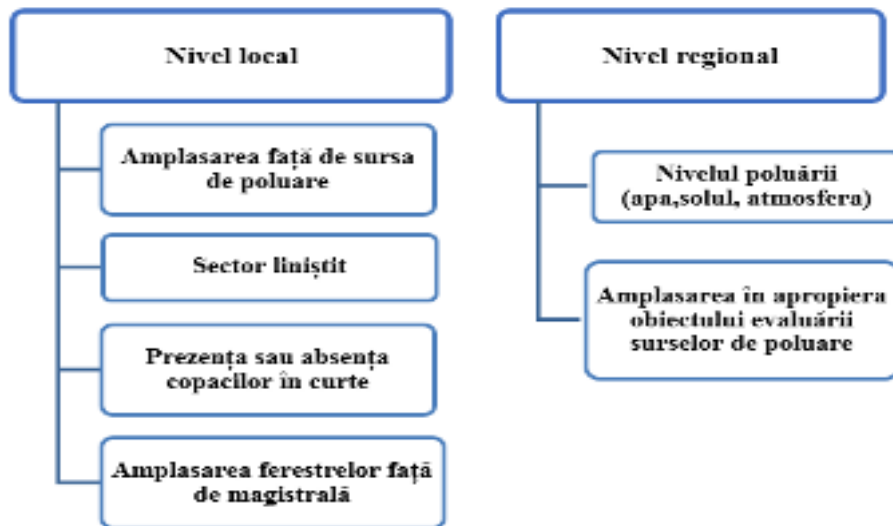 Nivel local
Amplasarea față de sursa
de poluare
Sector liniștit
Prezența sau absența
copacilor în curte
Amplasarea ferestrelor față
de magistrală
Nivel regional
Nivelul poluării
(apa,solul, atmosfera)
Amplasarea în apropiera
obiectului evaluării
surselor de poluare